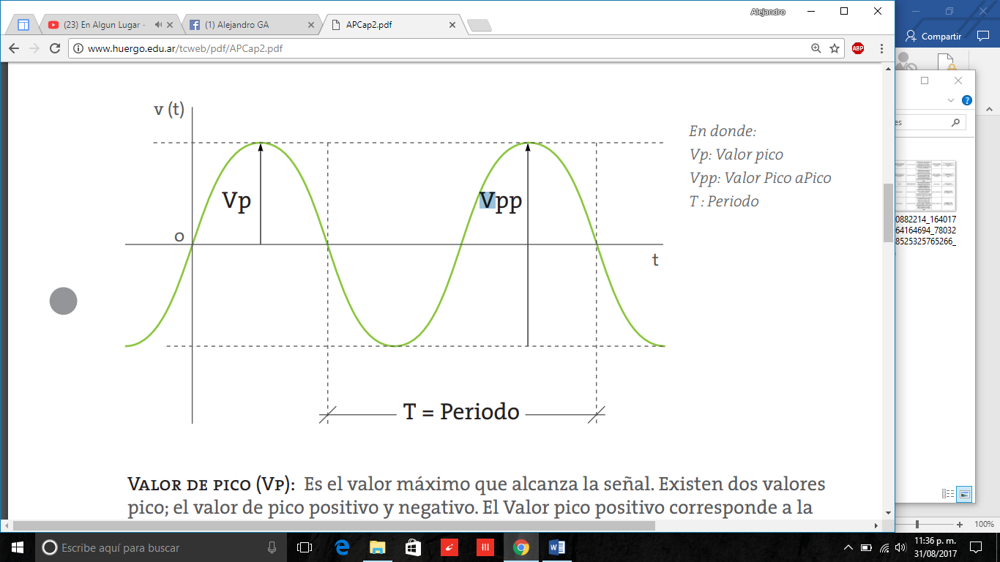 Alejandro
(23) En Algun Lugar -
(1) Alejandro GA
APCap2.pdf
www.huergo.edu.ar/tcweb/pdf/APCap2.pdf
ABP
Compartir
v (t)
En donde:
Vp: Valor pico
Vpp: Valor Pico aPico
T : Periodo
Vp
Vpp
o
t
T = Periodo
es
0882214_164017
64164694_78032
8525325765266_
VALOR DE PICO (VP): Es el valor máximo que alcanza la señal. Existen dos valores
pico; el valor de pico positivo y negativo. El Valor pico positivo corresponde a la
100%
Escribe aquí para buscar
11:36 p. m.
31/08/2017